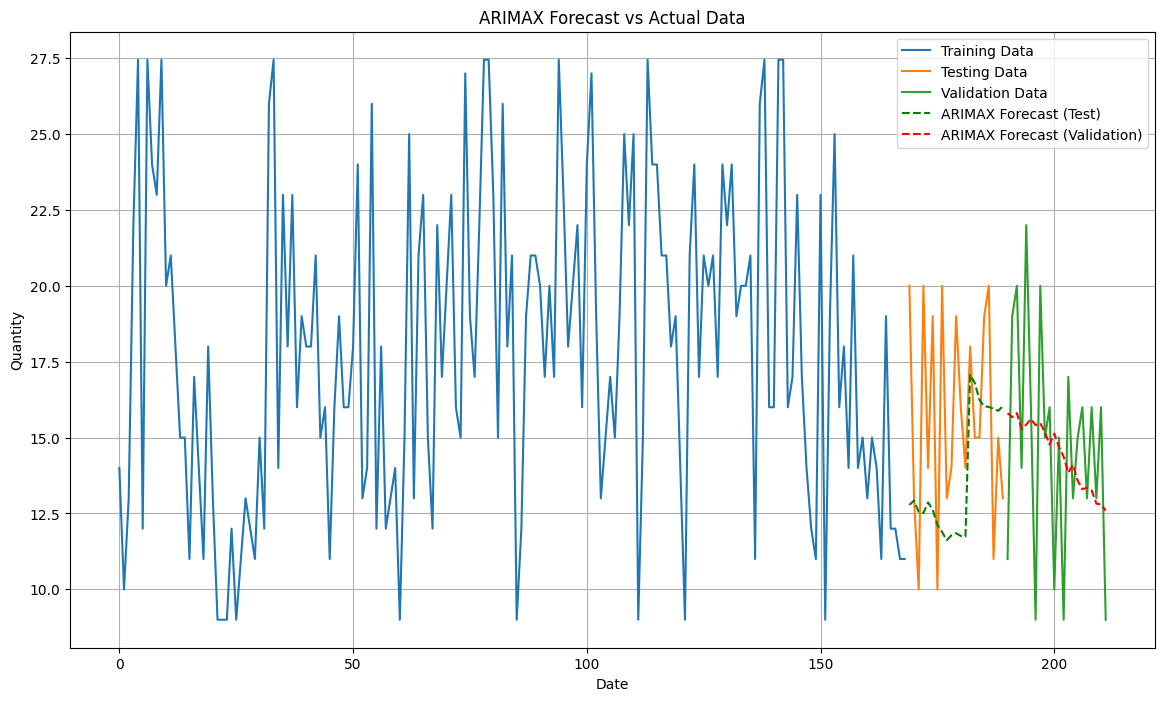 ARIMAX Forecast vs Actual Data
Training Data
Testing Data
Validation Data
ARIMAX Forecast (Test)
ARIMAX Forecast (Validation)
Quantity
27.5
25.0
22.5
20.0
17.5
15.0
12.5
10.0
0
50
100
150
200
Date